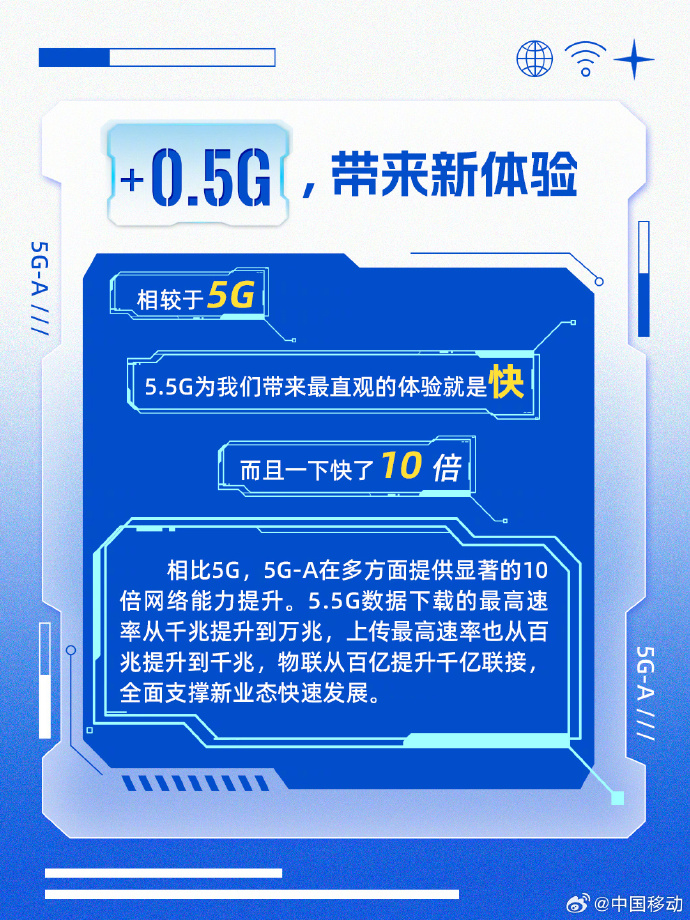 +0.5G，带来新体验
5G-A ///
相较于5G
5.5G为我们带来最直观的体验就是快
而且一下快了10倍
相比5G，5G-A在多方面提供显著的10
倍网络能力提升。5.5G数据下载的最高速
率从千兆提升到万兆，上传最高速率也从百
兆提升到千兆，物联从百亿提升千亿联接，
全面支撑新业态快速发展。
5G-A ///
@中国移动